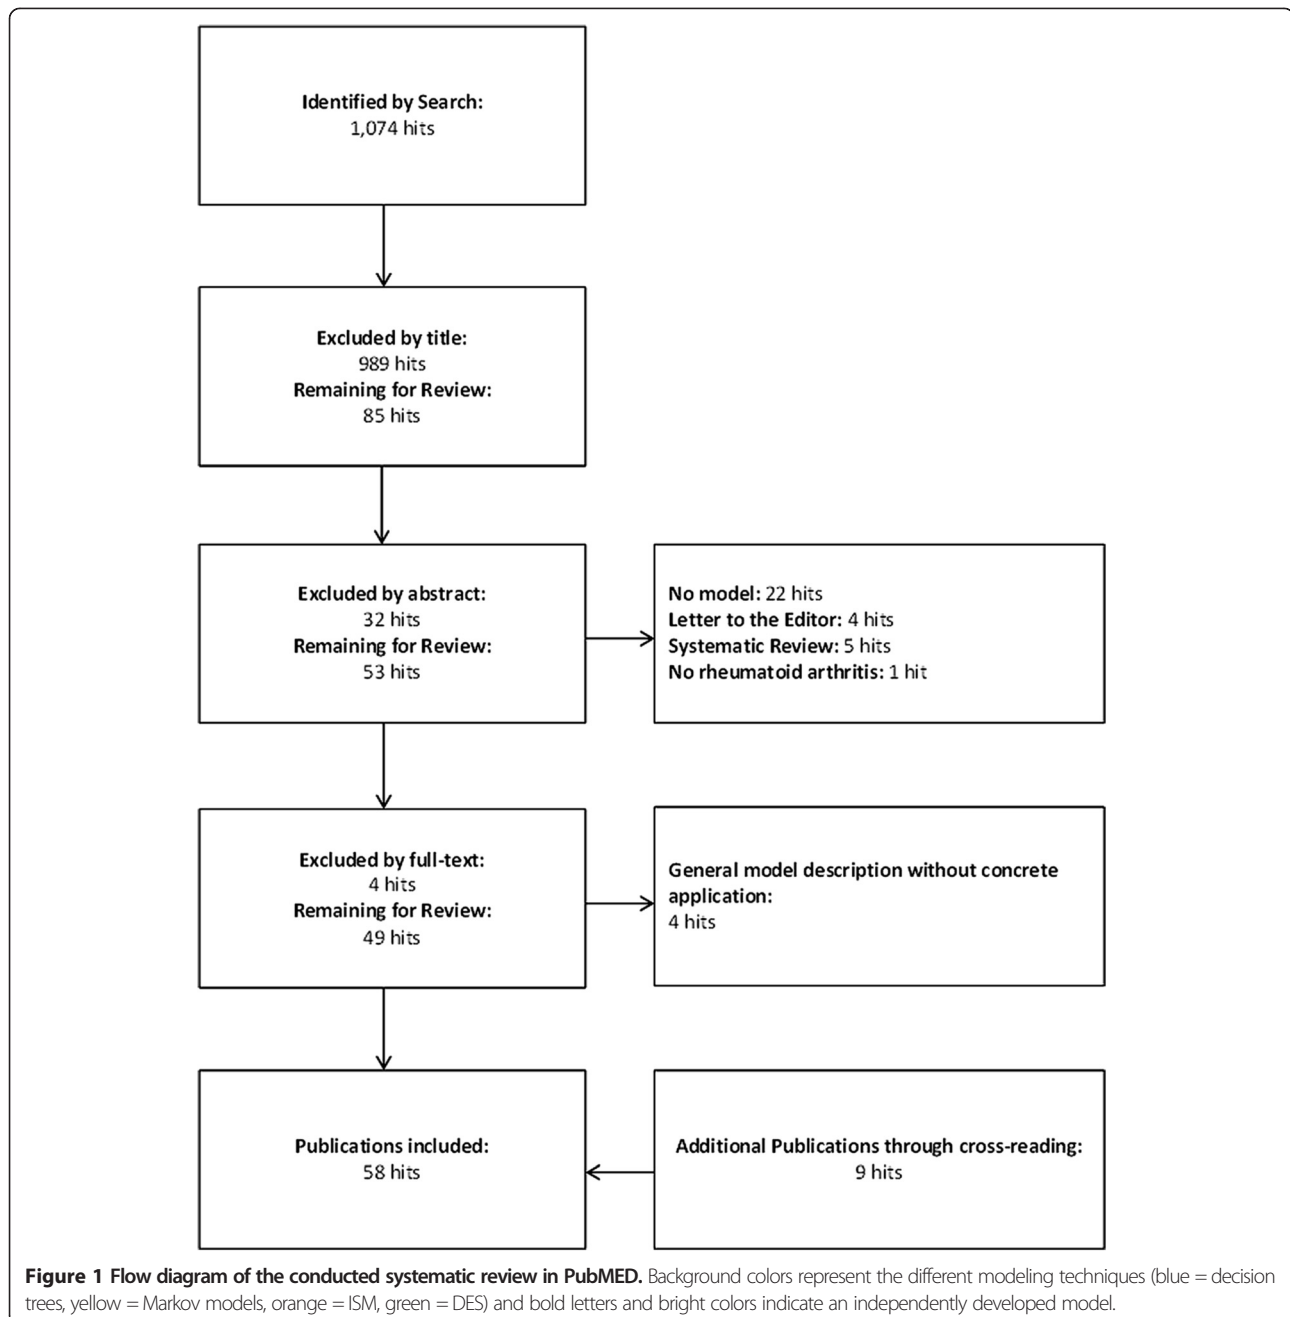 Identified by Search:
1,074 hits
Excluded by title:
989 hits
Remaining for Review:
85 hits
Excluded by abstract:
32 hits
Remaining for Review:
53 hits
No model: 22 hits
Letter to the Editor: 4 hits
Systematic Review: 5 hits
No rheumatoid arthritis: 1 hit
Excluded by full-text:
4 hits
Remaining for Review:
49 hits
General model description without concrete
application:
4 hits
Publications included:
58 hits
Additional Publications through cross-reading:
9 hits
Figure 1 Flow diagram of the conducted systematic review in PubMED. Background colors represent the different modeling techniques (blue = decision
trees, yellow = Markov models, orange = ISM, green = DES) and bold letters and bright colors indicate an independently developed model.